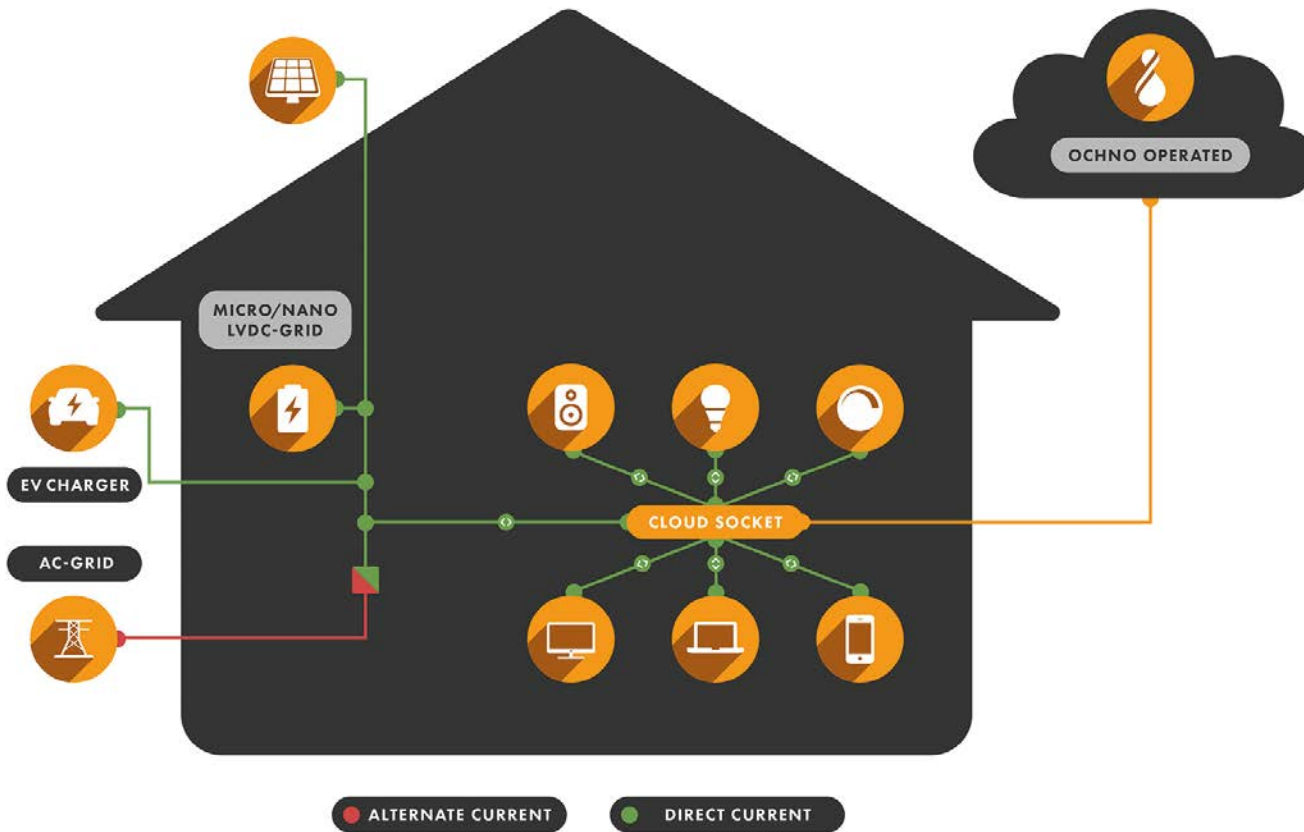 OCHNO OPERATED
MICRO/NANO
LVDC-GRID
EV CHARGER
CLOUD SOCKET
AC-GRID
ALTERNATE CURRENT
DIRECT CURRENT